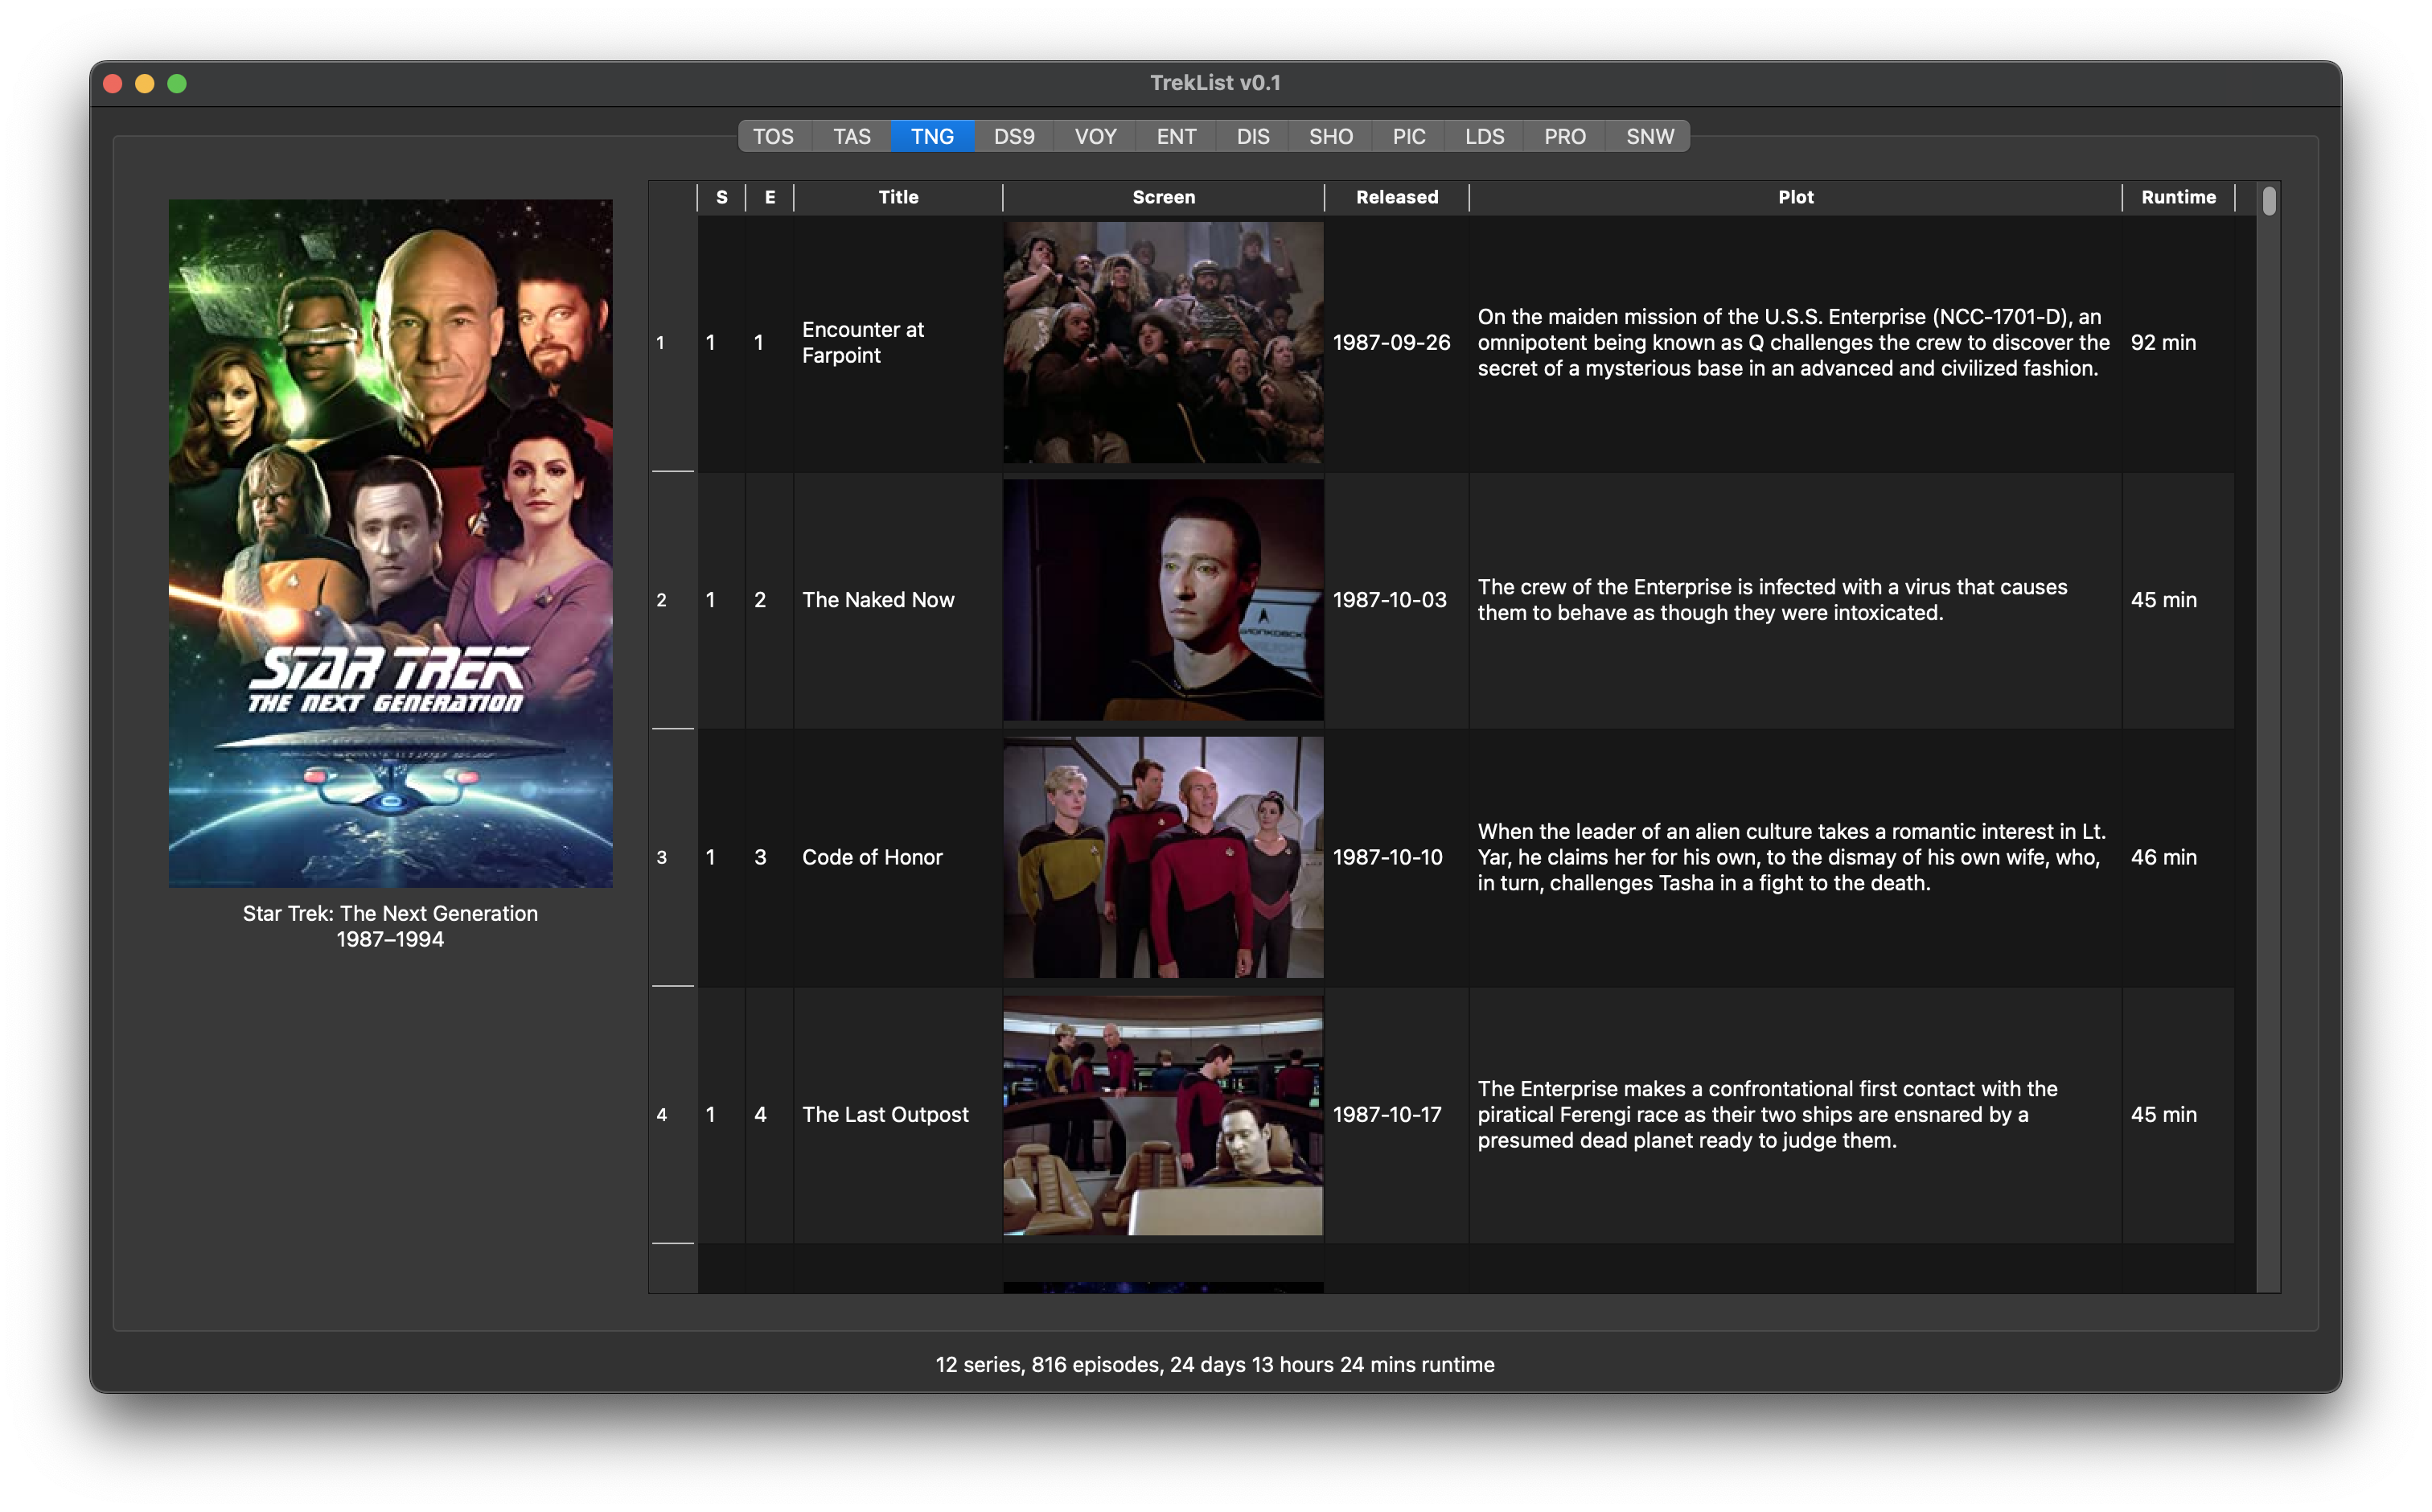 TrekList v0.1
TOS TAS TNG DS9 VOY ENT DIS SHO PIC LDS PRO SNW
STAR TREK
THE NEXT GENERATION
Star Trek: The Next Generation
1987–1994
S E Title Screen Released Plot Runtime
1 1 1
Encounter at
Farpoint
1987-09-26
On the maiden mission of the U.S.S. Enterprise (NCC-1701-D), an
omnipotent being known as Q challenges the crew to discover the
secret of a mysterious base in an advanced and civilized fashion.
92 min
2 1 2 The Naked Now
1987-10-03
The crew of the Enterprise is infected with a virus that causes
them to behave as though they were intoxicated.
45 min
3 1 3 Code of Honor
1987-10-10
When the leader of an alien culture takes a romantic interest in Lt.
Yar, he claims her for his own, to the dismay of his own wife, who,
in turn, challenges Tasha in a fight to the death.
46 min
4 1 4 The Last Outpost
1987-10-17
The Enterprise makes a confrontational first contact with the
piratical Ferengi race as their two ships are ensnared by a
presumed dead planet ready to judge them.
45 min
12 series, 816 episodes, 24 days 13 hours 24 mins runtime